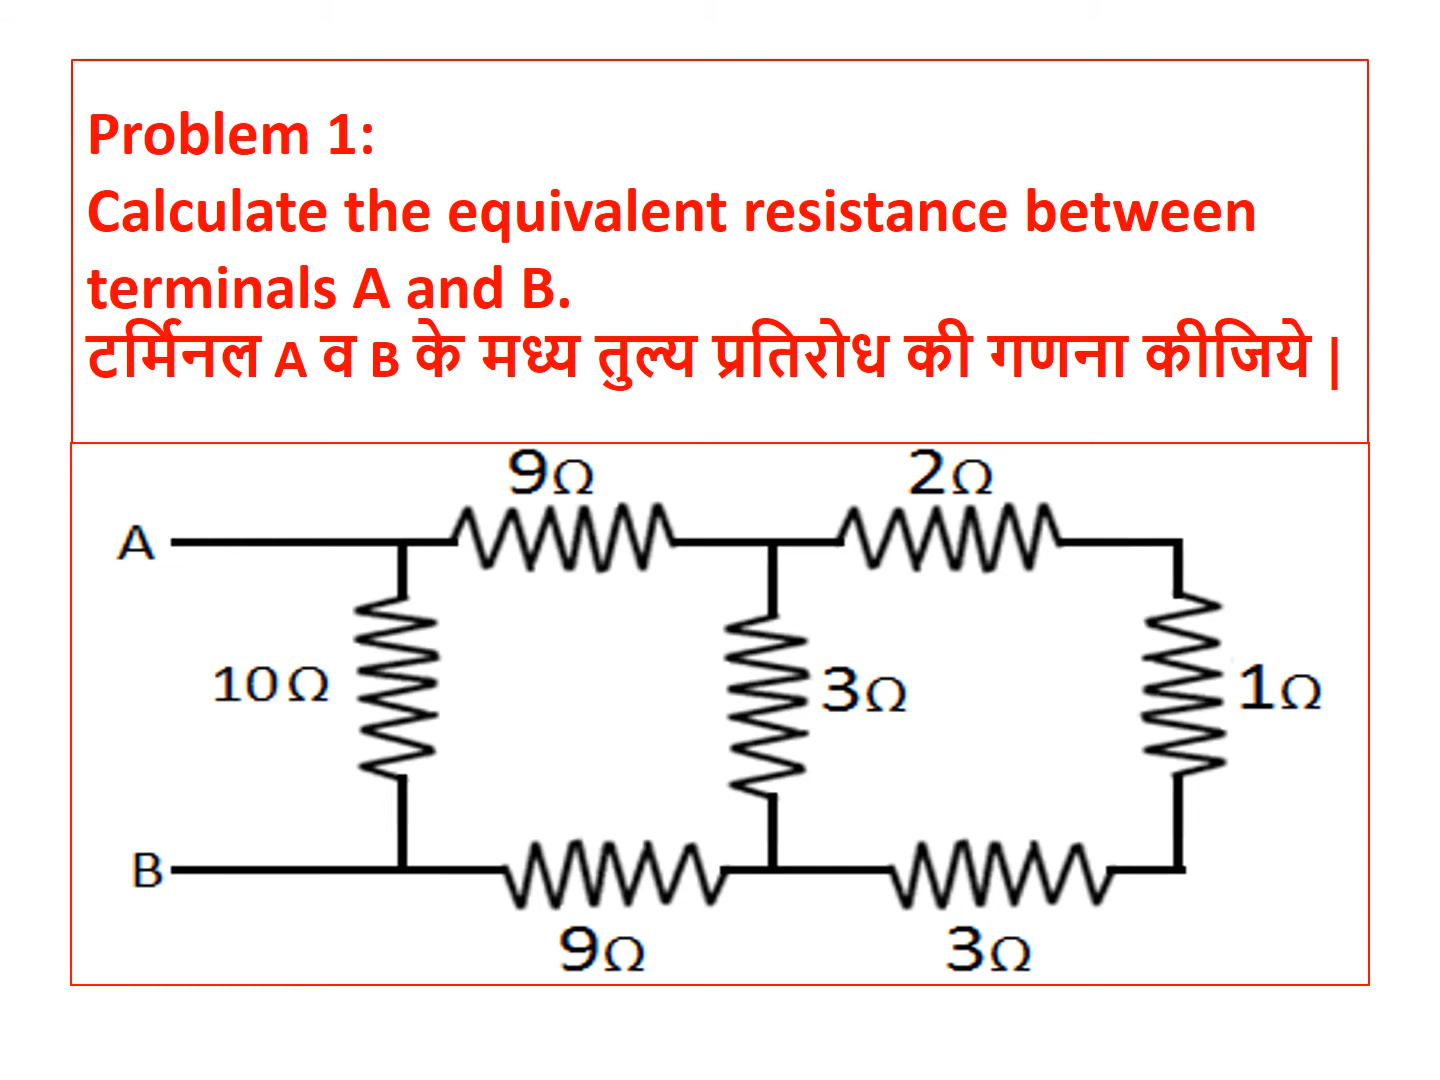 Problem 1:
Calculate the equivalent resistance between
terminals A and B.
टर्मिनल A व B के मध्य तुल्य प्रतिरोध की गणना कीजिये |
9Ω
2Ω
A
10Ω
3Ω
1Ω
B
9Ω
3Ω